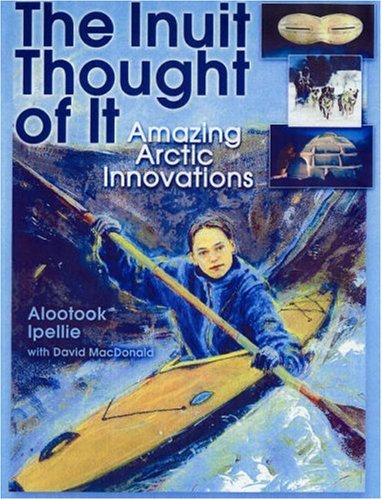 The Inuit
Thought
of It
Amazing
Arctic
Innovations
Alootook
Ipellie
with David MacDonald